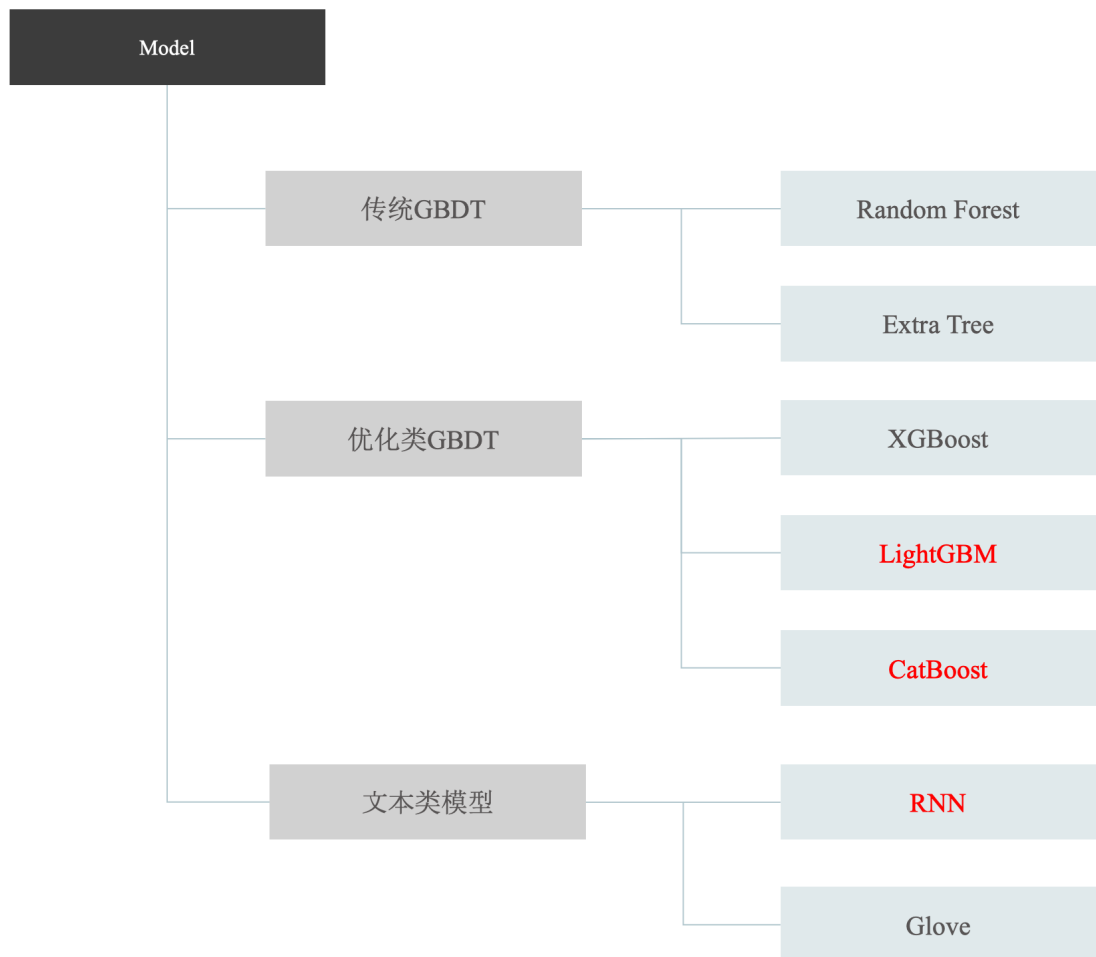 Model
传统GBDT
Random Forest
Extra Tree
优化类GBDT
XGBoost
LightGBM
CatBoost
文本类模型
RNN
Glove